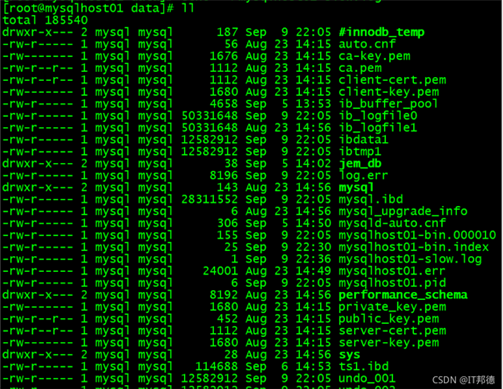 [root@mysqlhost01 data]# ll
total 185540
drwxr-x--- 2 mysql mysql 187 Sep 9 22:05 #innodb_temp
-rw-r----- 1 mysql mysql 56 Aug 23 14:15 auto.cnf
-rw------- 1 mysql mysql 1676 Aug 23 14:15 ca-key.pem
-rw-r--r-- 1 mysql mysql 1112 Aug 23 14:15 ca.pem
-rw-r--r-- 1 mysql mysql 1112 Aug 23 14:56 client-cert.pem
-rw------- 1 mysql mysql 1680 Aug 23 14:15 client-key.pem
-rw-r----- 1 mysql mysql 4658 Sep 5 13:53 ib_buffer_pool
-rw-r----- 1 mysql mysql 50331648 Sep 9 22:05 ib_logfile0
-rw-r----- 1 mysql mysql 50331648 Aug 23 14:56 ib_logfile1
-rw-r----- 1 mysql mysql 12582912 Sep 9 22:05 ibdata1
-rw-r----- 1 mysql mysql 12582912 Sep 9 22:05 ibtmp1
drwxr-x--- 2 mysql mysql 38 Sep 5 14:02 jem_db
-rw-r----- 1 mysql mysql 8196 Sep 9 22:05 log.err
drwxr-x--- 2 mysql mysql 143 Aug 23 14:56 mysql
-rw-r----- 1 mysql mysql 28311552 Sep 9 22:05 mysql.ibd
-rw-r----- 1 mysql mysql 6 Aug 23 14:56 mysql_upgrade_info
-rw-r----- 1 mysql mysql 306 Sep 5 14:50 mysqld-auto.cnf
-rw-r----- 1 mysql mysql 155 Sep 9 22:05 mysqlhost01-bin.000010
-rw-r----- 1 mysql mysql 25 Sep 9 22:30 mysqlhost01-bin.index
-rw-r----- 1 mysql mysql 1 Sep 9 22:36 mysqlhost01-slow.log
-rw-r----- 1 mysql mysql 24001 Aug 23 14:49 mysqlhost01.err
-rw-r----- 1 mysql mysql 6 Sep 9 22:05 mysqlhost01.pid
drwxr-x--- 2 mysql mysql 8192 Aug 23 14:56 performance_schema
-rw------- 1 mysql mysql 1680 Aug 23 14:15 private_key.pem
-rw-r--r-- 1 mysql mysql 452 Aug 23 14:15 public_key.pem
-rw-r--r-- 1 mysql mysql 1112 Aug 23 14:15 server-cert.pem
-rw------- 1 mysql mysql 1680 Aug 23 14:15 server-key.pem
drwxr-x--- 2 mysql mysql 28 Aug 23 14:56 sys
-rw-r----- 1 mysql mysql 114688 Sep 6 14:53 ts1.ibd
-rw-r----- 1 mysql mysql 12582912 Sep 9 22:05 undo_001
CSDN @IT邦德